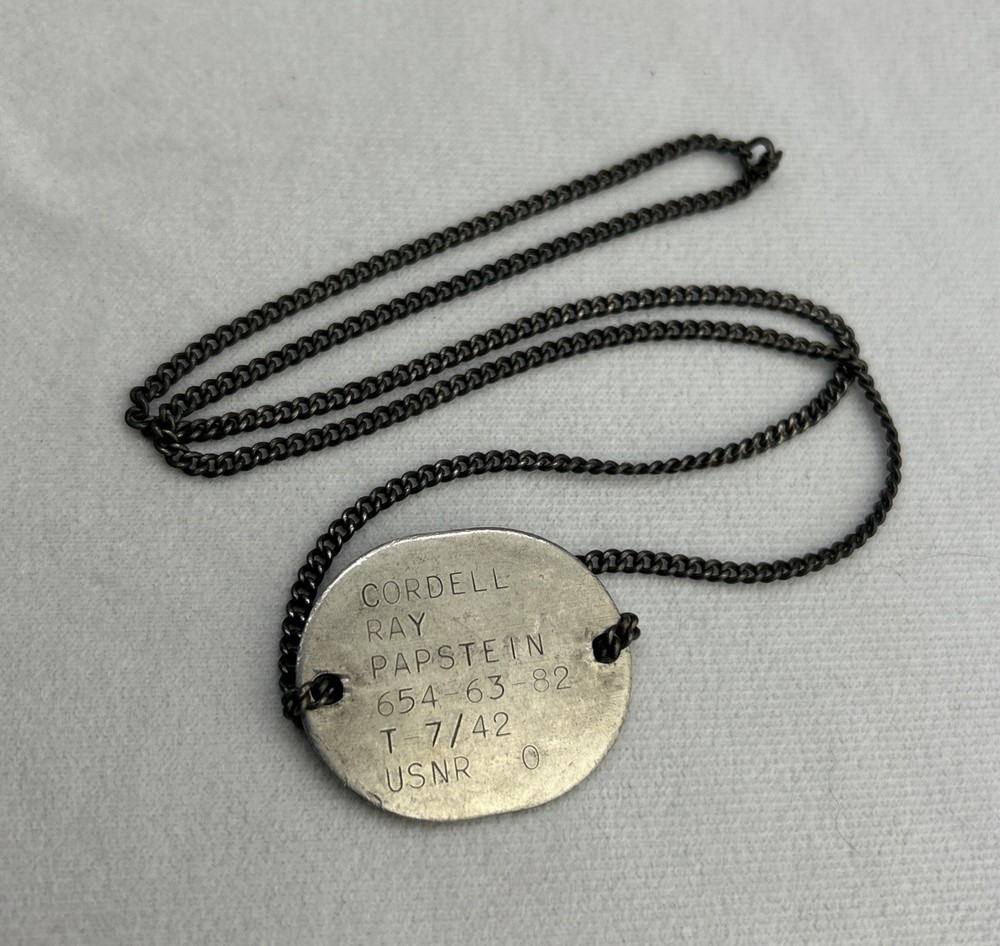 CORDELL
RAY
PAPSTEIN
654-63-82
T-7/42
USNR O